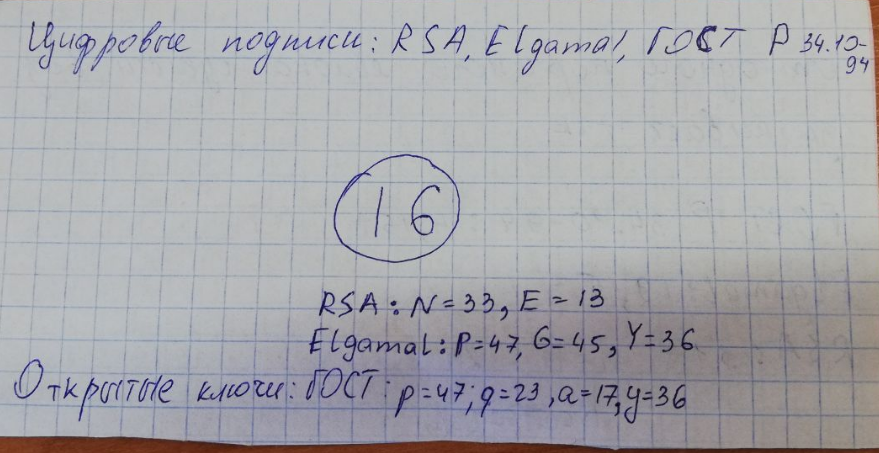 Цифровые подписи: RSA, Elgamal, ГОСТ Р 34.10-
94
16
RSA: N=33, E=13
Elgamal: P=47, G=45, Y=36
Открытые ключи: ГОСТ: p=47; q=23, a=17, y=36